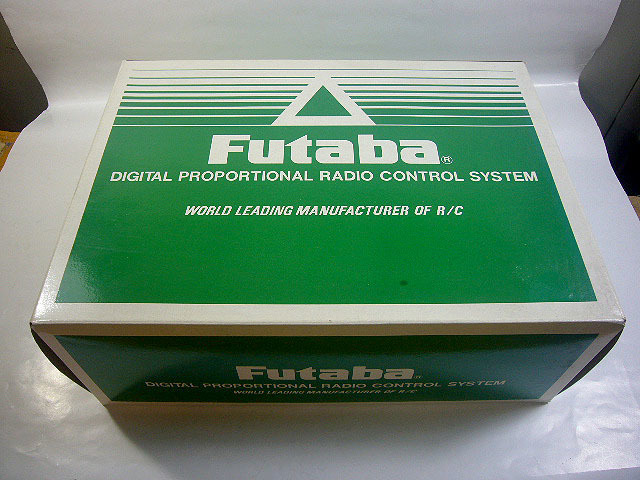 Futaba®
DIGITAL PROPORTIONAL RADIO CONTROL SYSTEM
WORLD LEADING MANUFACTURER OF R/C
Futaba®
DIGITAL PROPORTIONAL RADIO CONTROL SYSTEM
WORLD LEADING MANUFACTURER OF R/C